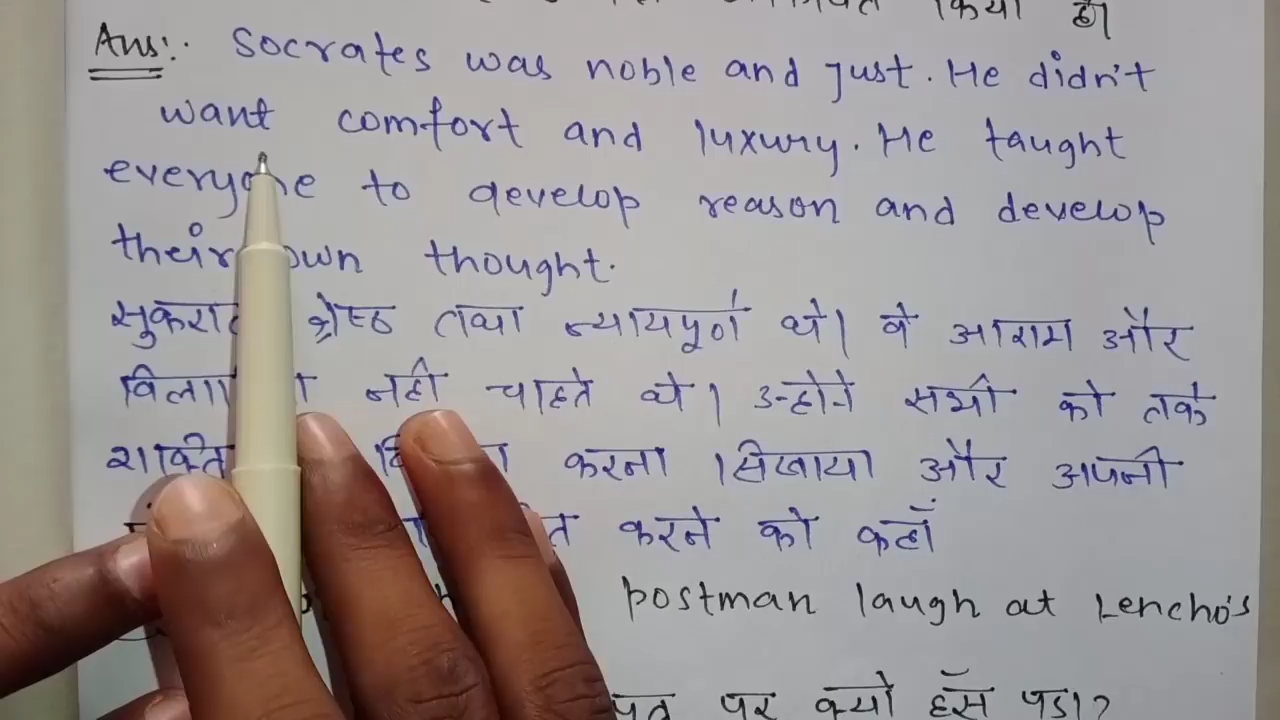 किया है।
Ans:. Socrates was noble and just. He didn't
want comfort and luxury. He taught
everyone to develop reason and develop
their own thought.
सुकरात श्रेष्ठ तथा न्यायपूर्ण थे। वे आराम और
नही चाहते थे। उन्होने सभी को तर्क
शक्ति करना सिखाया और अपनी
करने को कहाँ
postman laugh at Lencho's
पर क्यो हँस पड़ा?